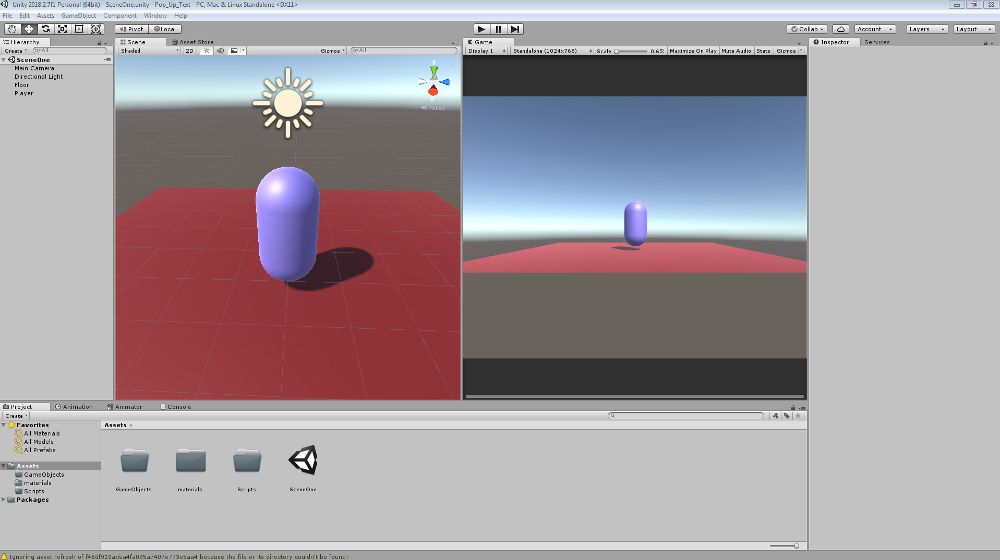 Unity 2018.2.7f1 Personal (64bit) - SceneOne.unity - Pop_Up_Text - PC, Mac & Linux Standalone <DX11>
File Edit Assets GameObject Component Window Help
Pivot Local Collab Account Layers Layout
Hierarchy Scene Asset Store Game Inspector Services
Create All Shaded 2D Gizmos All Display 1 Standalone (1024x768) Scale 0.65 Maximize On Play Mute Audio Stats Gizmos
SceneOne
Main Camera
Directional Light
Floor
Player
y
x
Persp
Project Animation Animator Console
Create
Favorites
All Materials
All Models
All Prefabs
Assets
GameObjects
materials
Scripts
Packages
Assets
GameObjects materials Scripts SceneOne
Ignoring asset refresh of f48df919adea4fa095a7407e773e5aa4 because the file or its directory couldn't be found!